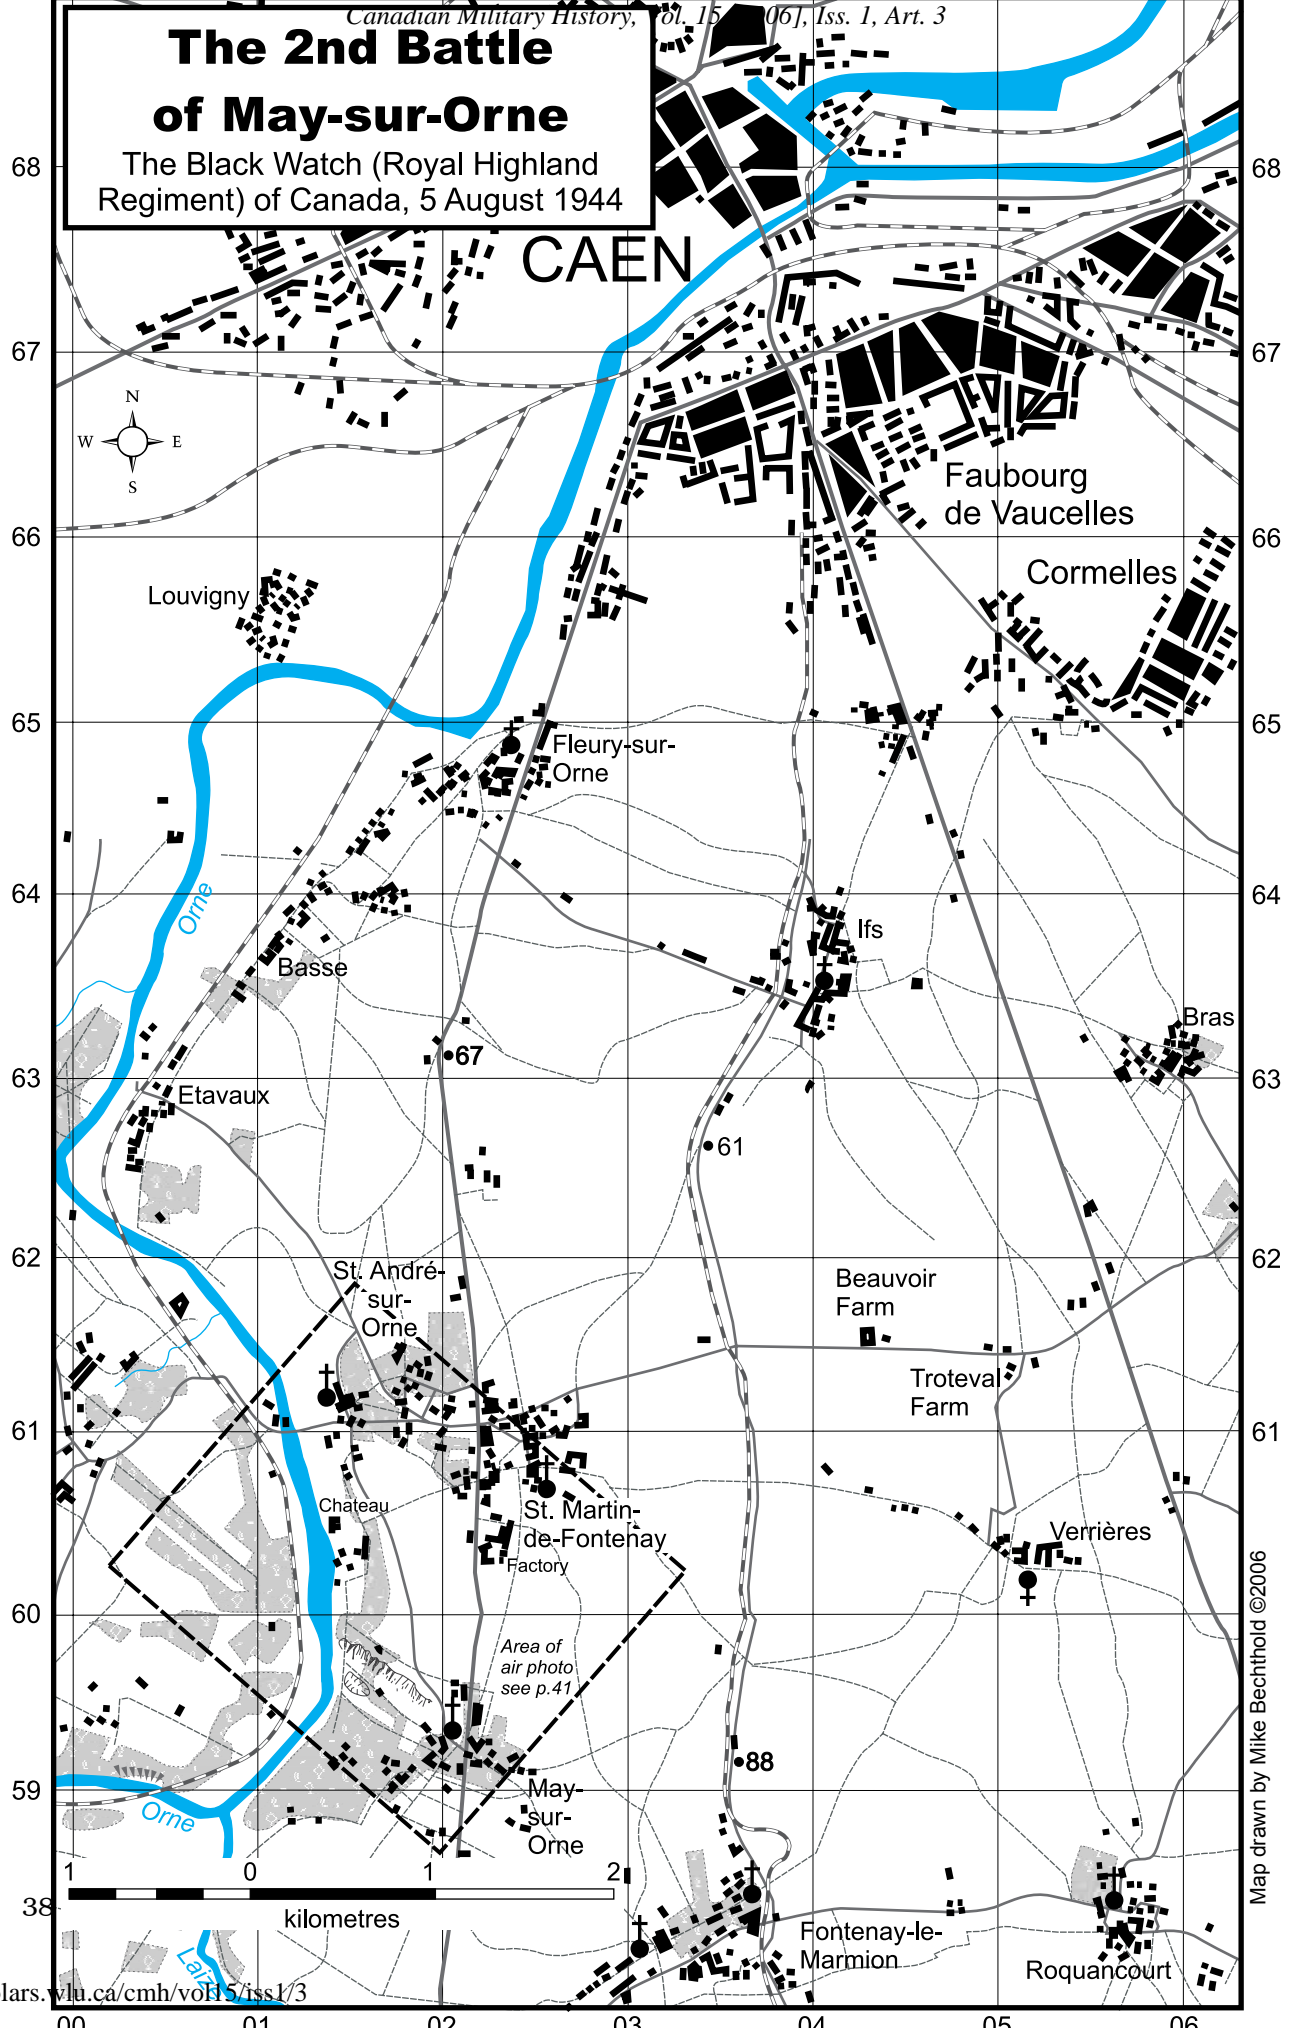 Canadian Military History, Vol. 15 06], Iss. 1, Art. 3
The 2nd Battle
of May-sur-Orne
The Black Watch (Royal Highland
Regiment) of Canada, 5 August 1944
68
68
CAEN
67
67
N
W E
S
Faubourg
de Vaucelles
66
66
Cormelles
Louvigny
65
65
Fleury-sur-
Orne
64
64
Orne
Ifs
Basse
Bras
67
63
63
Etavaux
61
62
62
St. André-
sur-
Orne
Beauvoir
Farm
Troteval
Farm
61
61
Chateau
St. Martin-
de-Fontenay
Factory
Verrières
60
60
Area of
air photo
see p.41
88
59
59
May-
sur-
Orne
Orne
1 0 1 2
kilometres
38
Fontenay-le-
Marmion
Roquancourt
Laize
lars.wlu.ca/cmh/vol15/iss1/3
00 01 02 03 04 05 06
Map drawn by Mike Bechthold ©2006